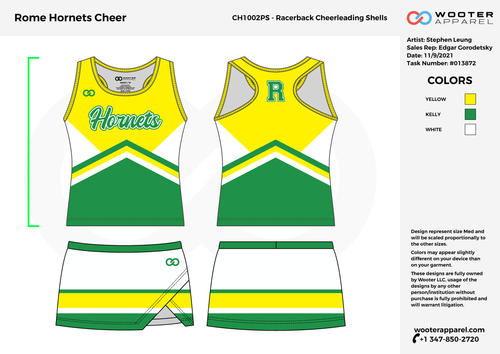 Rome Hornets Cheer
CH1002PS - Racerback Cheerleading Shells
WOOTER
APPAREL
Artist: Stephen Leung
Sales Rep: Edgar Gorodetsky
Date: 11/9/2021
Task Number: #013872
COLORS
YELLOW
KELLY
WHITE
Hornets
R
Design represent size Med and
will be scaled proportionally to
the other sizes.
Colors may appear slightly
different on your device than
on your garment.
These designs are fully owned
by Wooter LLC, usage of the
designs by any other
person/institution without
purchase is fully prohibited and
will warrant litigation.
wooterapparel.com
+1 347-850-2720